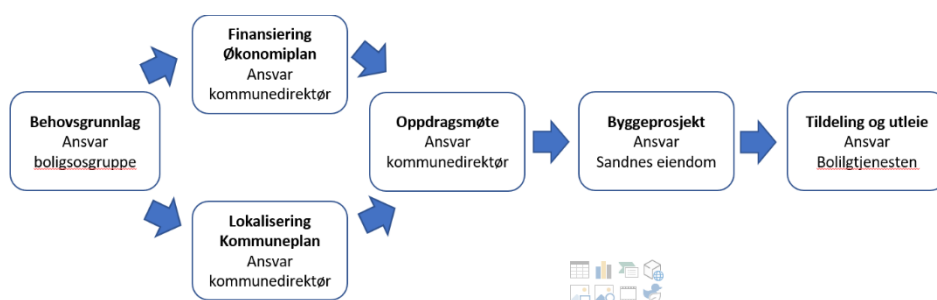 Finansiering
Økonomiplan
Ansvar
kommunedirektør
Behovsgrunnlag
Ansvar
boligsosgruppe
Oppdragsmøte
Ansvar
kommunedirektør
Byggeprosjekt
Ansvar
Sandnes eiendom
Tildeling og utleie
Ansvar
Bolilgtjenesten
Lokalisering
Kommuneplan
Ansvar
kommunedirektør